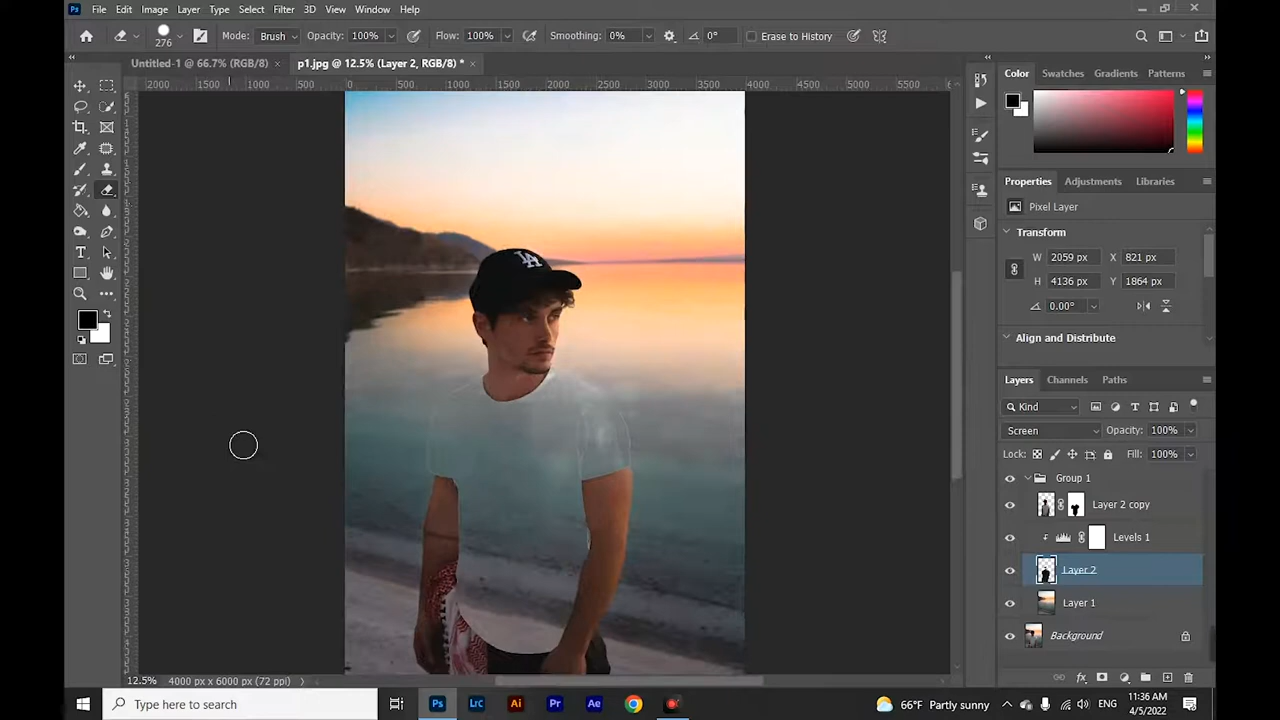 Ps File Edit Image Layer Type Select Filter 3D View Window Help
276 Mode: Brush Opacity: 100% Flow: 100% Smoothing: 0% 0° Erase to History
Untitled-1 @ 66.7% (RGB/8) × p1.jpg @ 12.5% (Layer 2, RGB/8) * ×
2000 1500 1000 500 0 500 1000 1500 2000 2500 3000 3500 4000 4500 5000 5500
Color Swatches Gradients Patterns
Properties Adjustments Libraries
Pixel Layer
Transform
W 2059 px X 821 px
H 4136 px Y 1864 px
0.00°
Align and Distribute
LA
Layers Channels Paths
Kind
Screen Opacity: 100%
Lock: Fill: 100%
Group 1
Layer 2 copy
Levels 1
Layer 2
Layer 1
Background
12.5% 4000 px x 6000 px (72 ppi)
Type here to search
Ps Lrc Ai Pr Ae
66°F Partly sunny
ENG
11:36 AM
4/5/2022